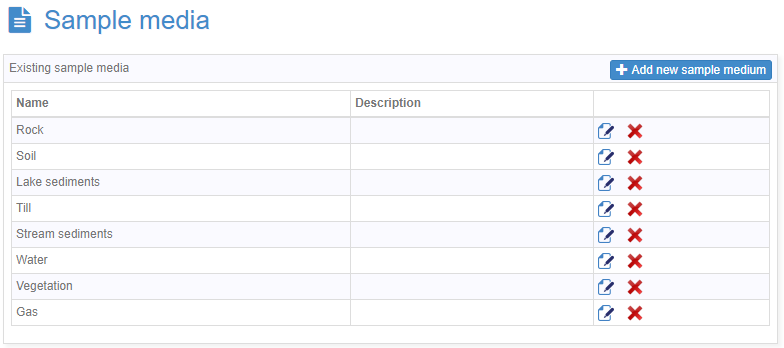 Sample media
Existing sample media
Add new sample medium
Name Description
Rock
Soil
Lake sediments
Till
Stream sediments
Water
Vegetation
Gas